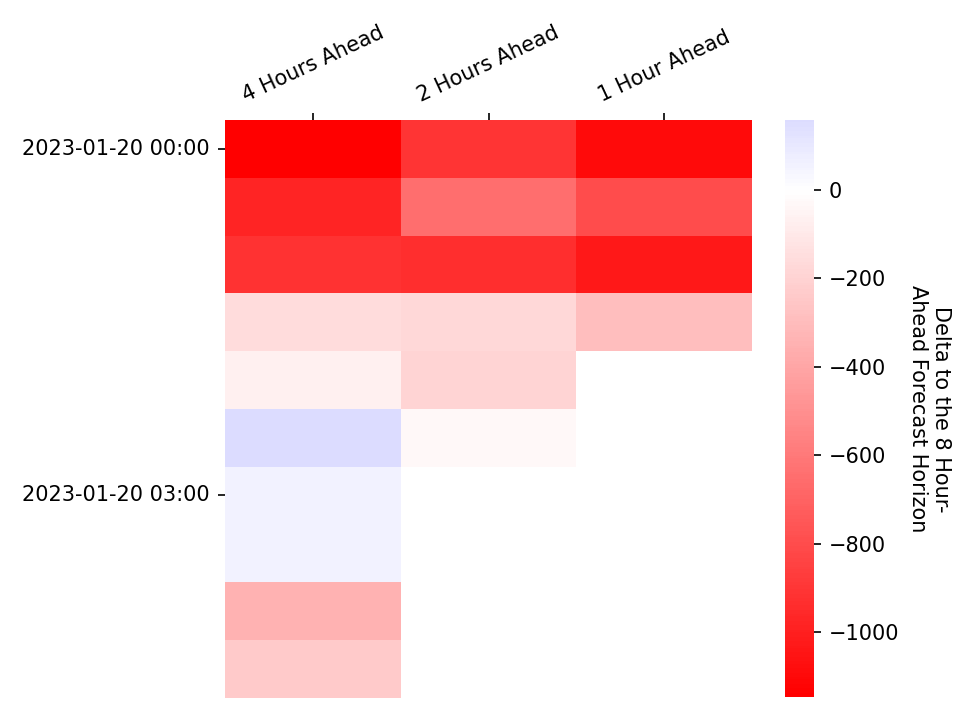 4 Hours Ahead
2 Hours Ahead
1 Hour Ahead
2023-01-20 00:00
2023-01-20 03:00
0
−200
−400
−600
−800
−1000
Delta to the 8 Hour-
Ahead Forecast Horizon